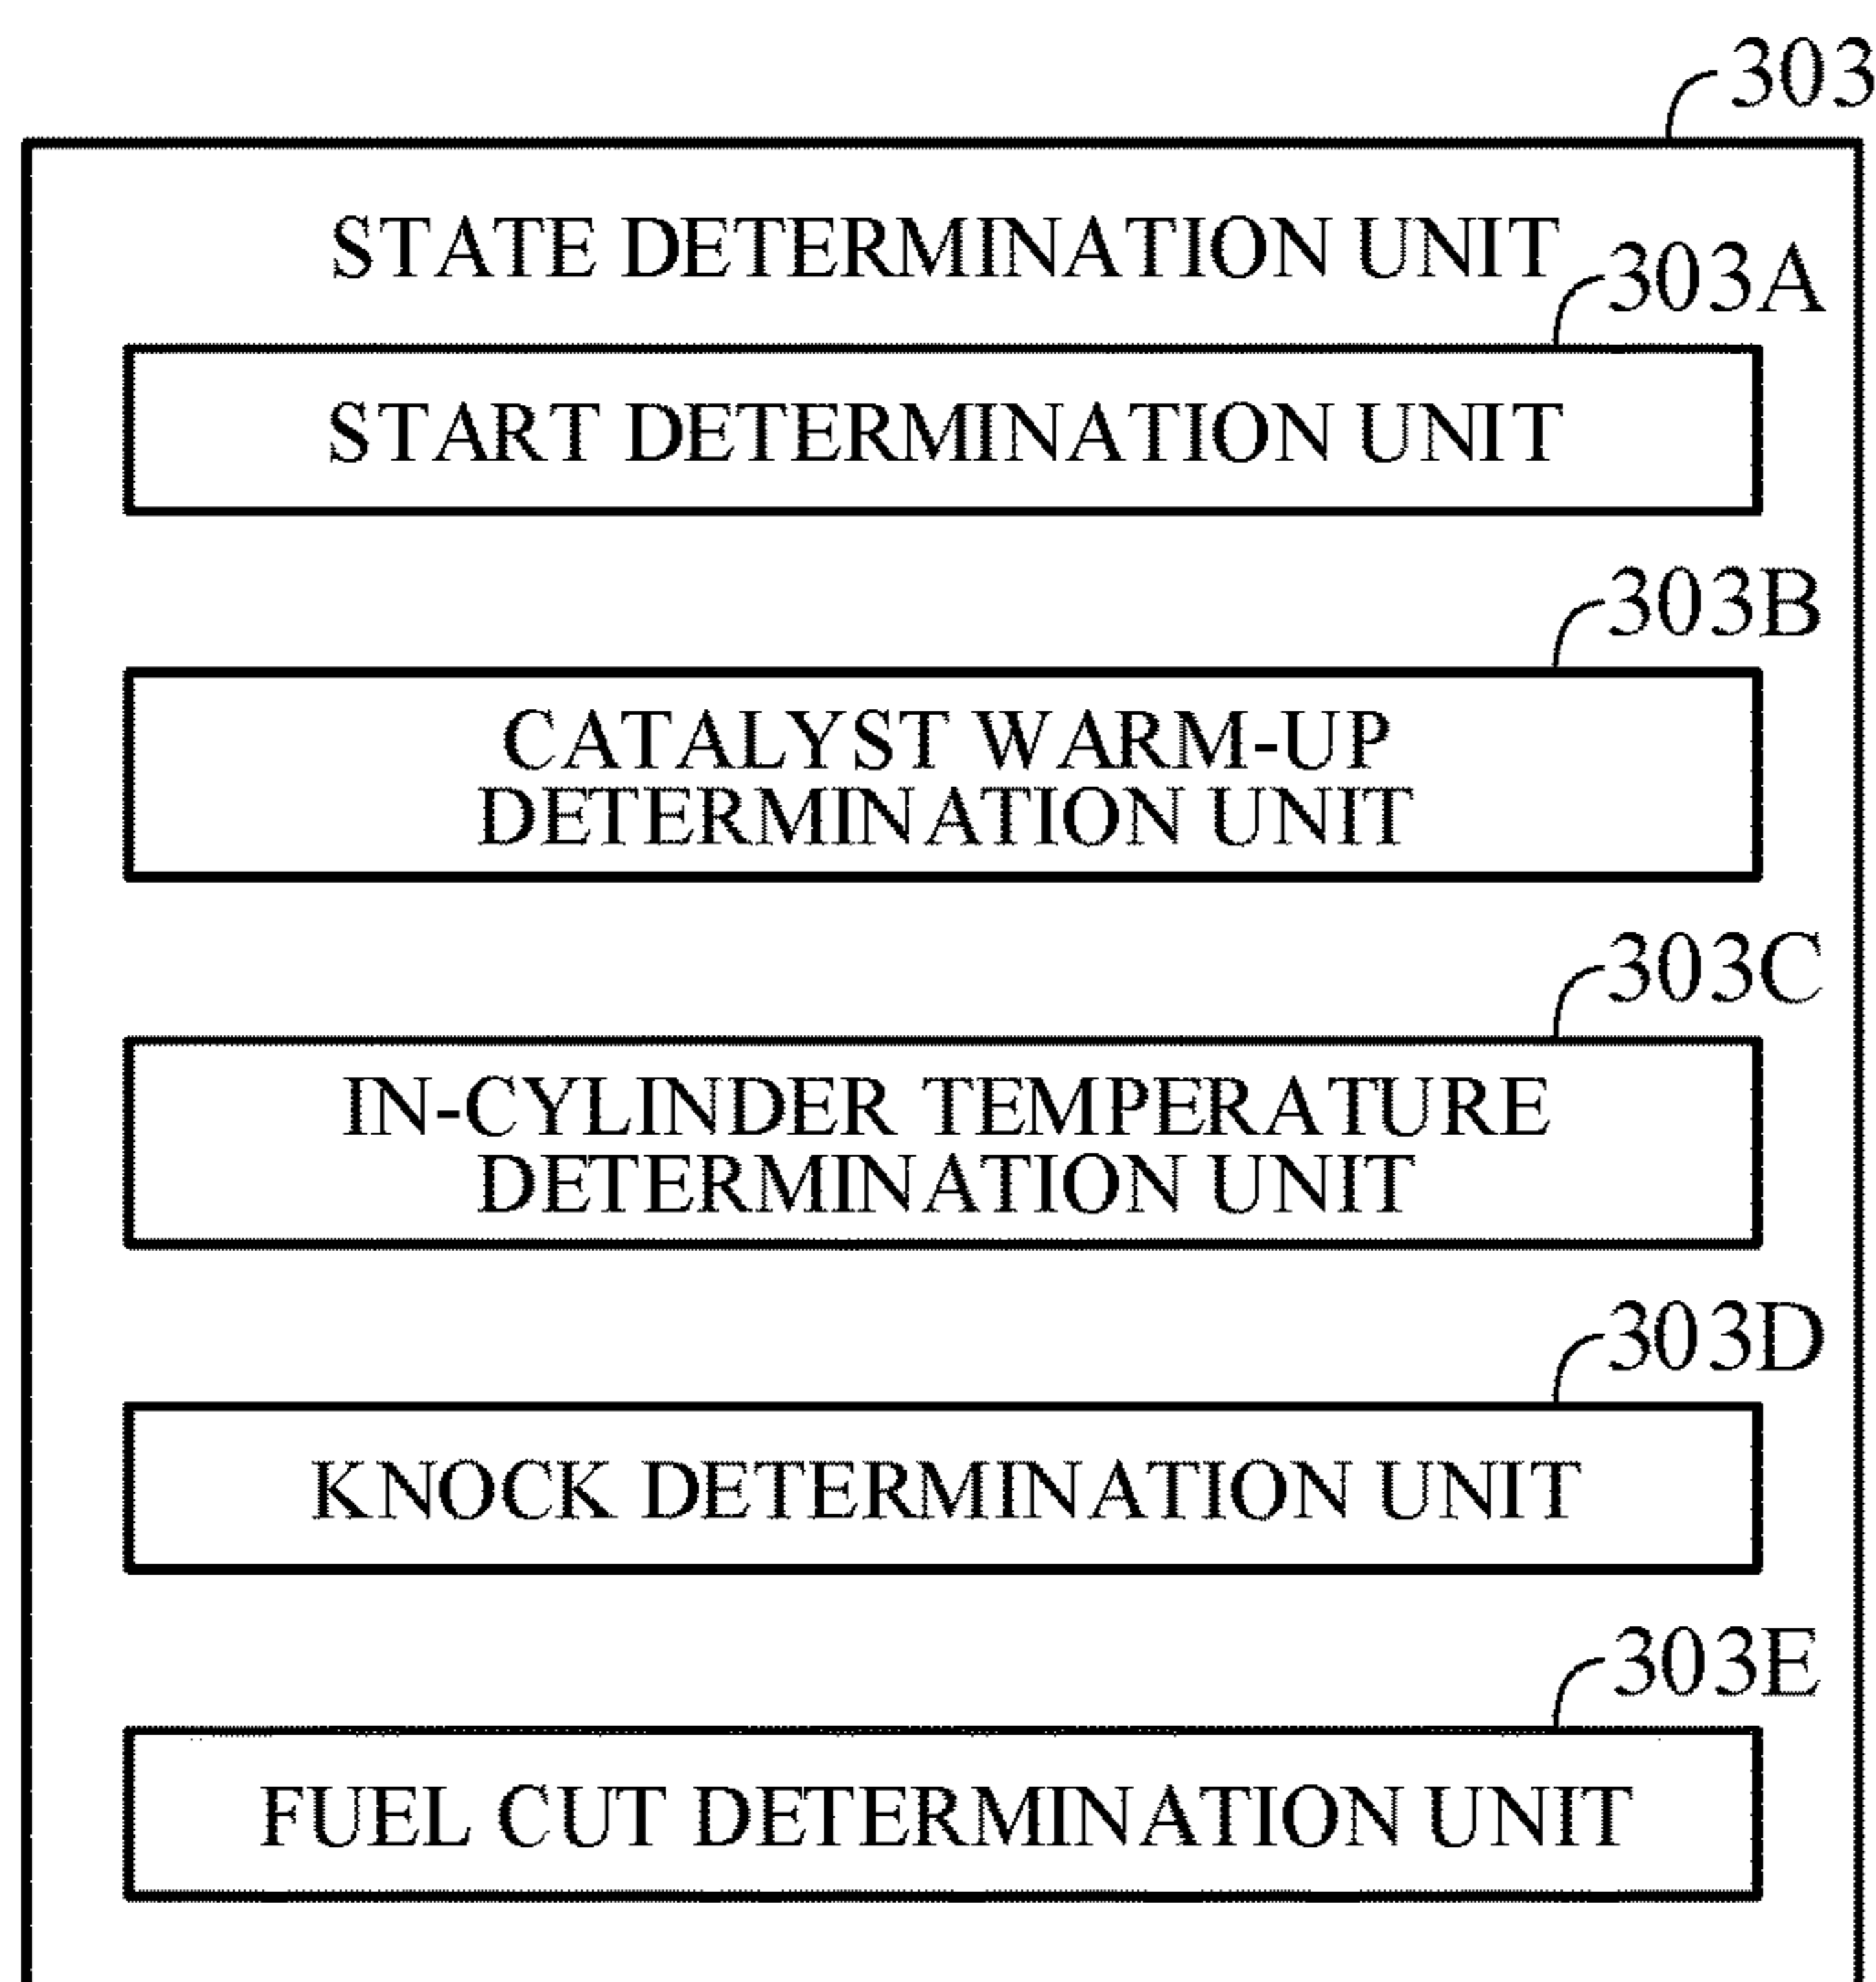 303
STATE DETERMINATION UNIT
303A
START DETERMINATION UNIT
303B
CATALYST WARM-UP
DETERMINATION UNIT
303C
IN-CYLINDER TEMPERATURE
DETERMINATION UNIT
303D
KNOCK DETERMINATION UNIT
303E
FUEL CUT DETERMINATION UNIT